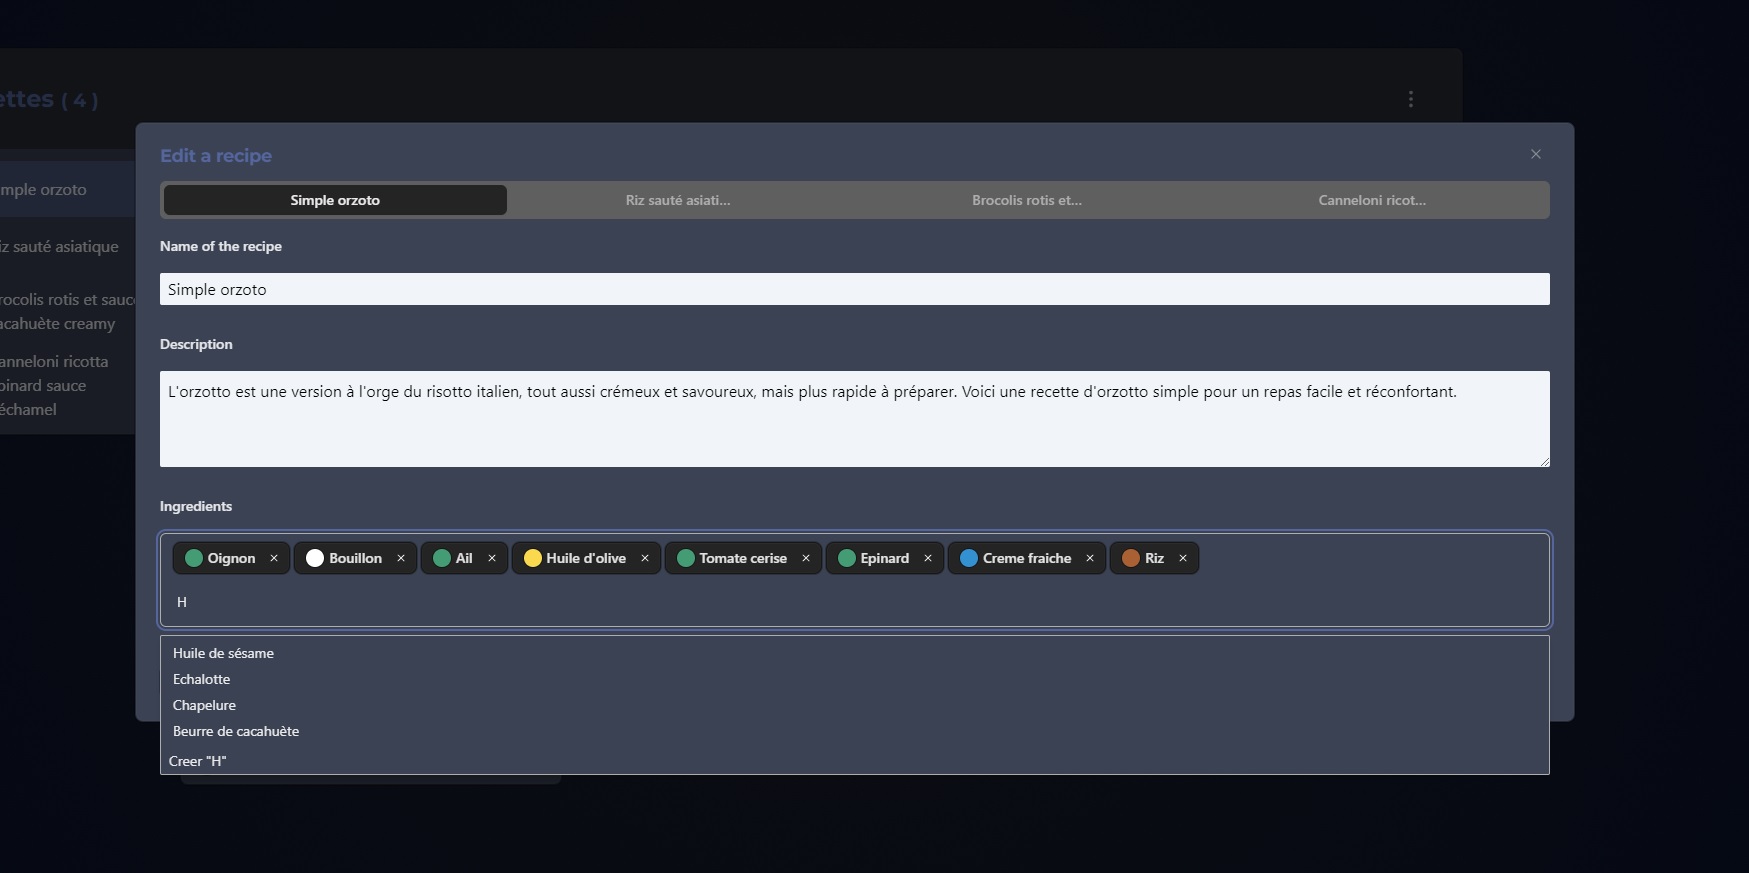 ettes ( 4 )
Edit a recipe
mple orzoto
Simple orzoto
Riz sauté asiati...
Brocolis rotis et...
Canneloni ricot...
iz sauté asiatique
Name of the recipe
Simple orzoto
rocolis rotis et sauc
acahuète creamy
Description
anneloni ricotta
pinard sauce
échamel
L'orzotto est une version à l'orge du risotto italien, tout aussi crémeux et savoureux, mais plus rapide à préparer. Voici une recette d'orzotto simple pour un repas facile et réconfortant.
Ingredients
Oignon × Bouillon × Ail × Huile d'olive × Tomate cerise × Epinard × Creme fraiche × Riz ×
H
Huile de sésame
Echalotte
Chapelure
Beurre de cacahuète
Creer "H"